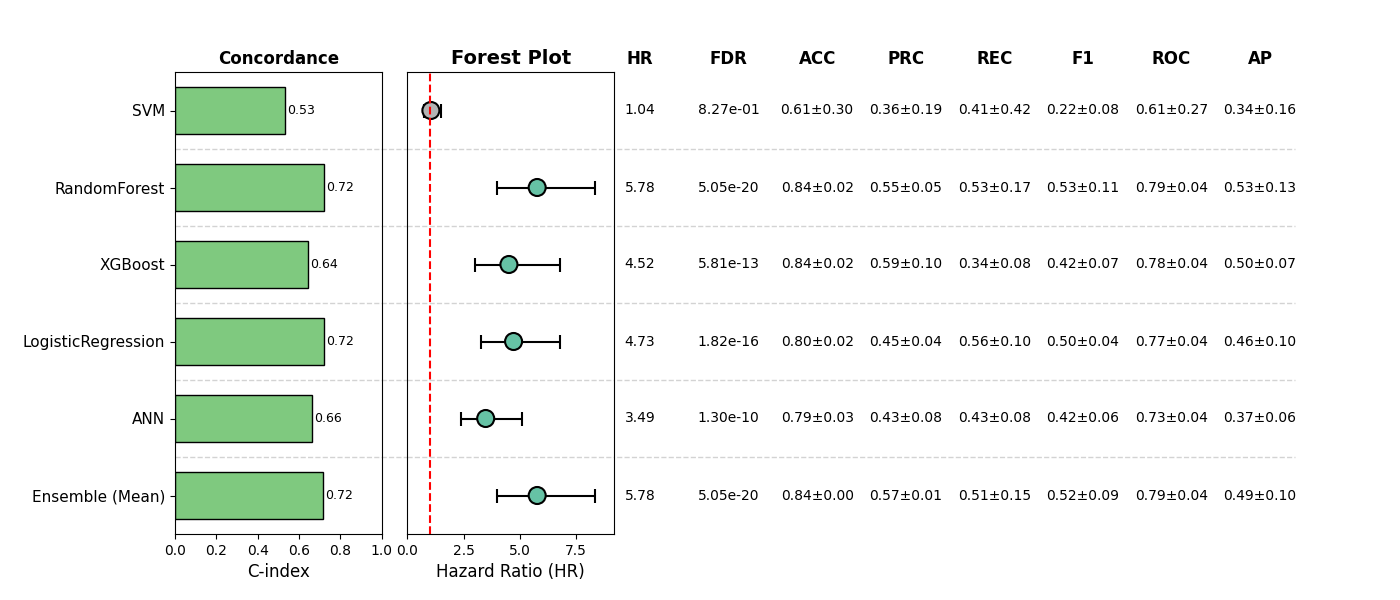 Concordance Forest Plot HR FDR ACC PRC REC F1 ROC AP
SVM 0.53 1.04 8.27e-01 0.61±0.30 0.36±0.19 0.41±0.42 0.22±0.08 0.61±0.27 0.34±0.16
RandomForest 0.72 5.78 5.05e-20 0.84±0.02 0.55±0.05 0.53±0.17 0.53±0.11 0.79±0.04 0.53±0.13
XGBoost 0.64 4.52 5.81e-13 0.84±0.02 0.59±0.10 0.34±0.08 0.42±0.07 0.78±0.04 0.50±0.07
LogisticRegression 0.72 4.73 1.82e-16 0.80±0.02 0.45±0.04 0.56±0.10 0.50±0.04 0.77±0.04 0.46±0.10
ANN 0.66 3.49 1.30e-10 0.79±0.03 0.43±0.08 0.43±0.08 0.42±0.06 0.73±0.04 0.37±0.06
Ensemble (Mean) 0.72 5.78 5.05e-20 0.84±0.00 0.57±0.01 0.51±0.15 0.52±0.09 0.79±0.04 0.49±0.10
0.0 0.2 0.4 0.6 0.8 1.0 0.0 2.5 5.0 7.5
C-index Hazard Ratio (HR)